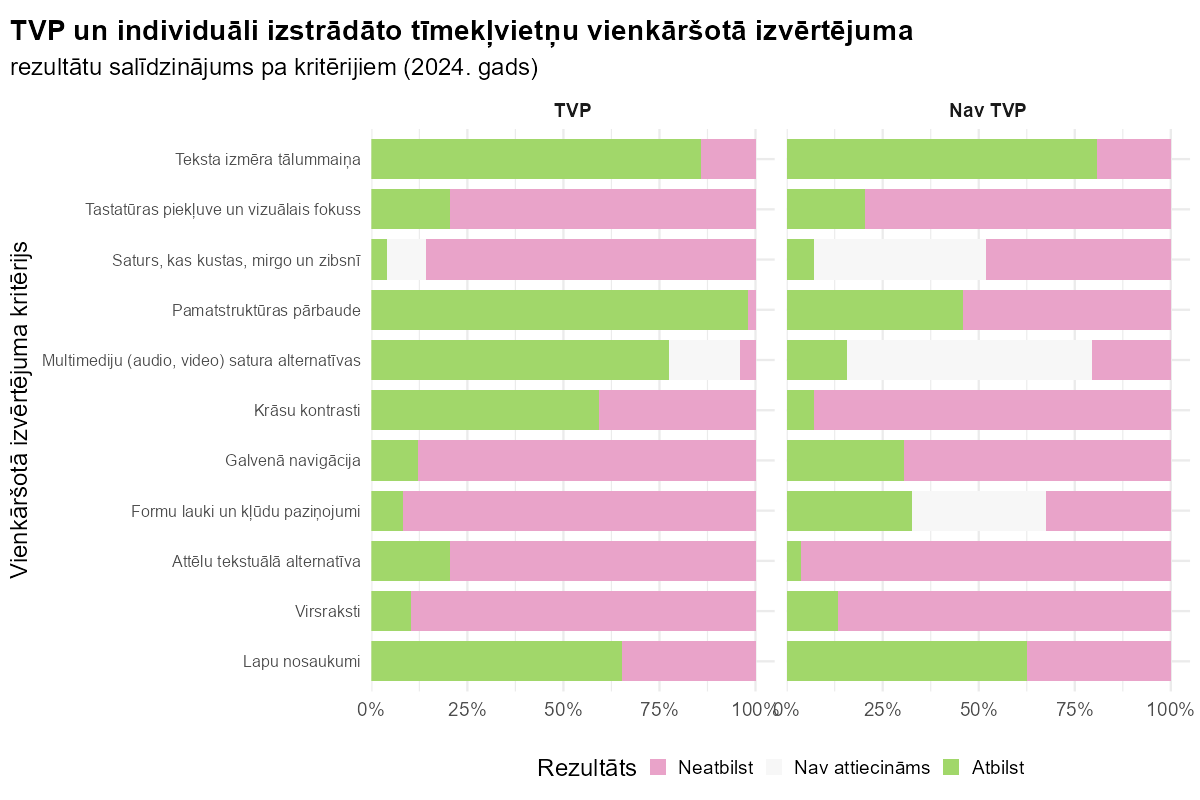 TVP un individuāli izstrādāto tīmekļvietņu vienkāršotā izvērtējuma
rezultātu salīdzinājums pa kritērijiem (2024. gads)
TVP
Nav TVP
Vienkāršotā izvērtējuma kritērijs
Teksta izmēra tālummaiņa
Tastatūras piekļuve un vizuālais fokuss
Saturs, kas kustas, mirgo un zibsnī
Pamatstruktūras pārbaude
Multimediju (audio, video) satura alternatīvas
Krāsu kontrasti
Galvenā navigācija
Formu lauki un kļūdu paziņojumi
Attēlu tekstuālā alternatīva
Virsraksti
Lapu nosaukumi
0% 25% 50% 75% 100%
0% 25% 50% 75% 100%
Rezultāts Neatbilst Nav attiecināms Atbilst